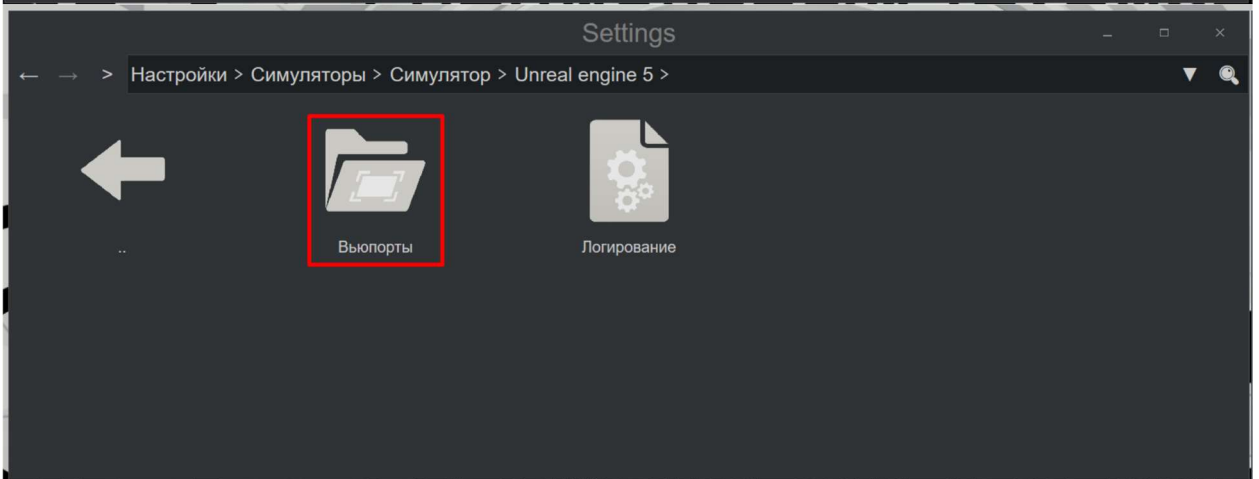 Settings
← → > Настройки > Симуляторы > Симулятор > Unreal engine 5 >
..
Вьюпорты
Логирование